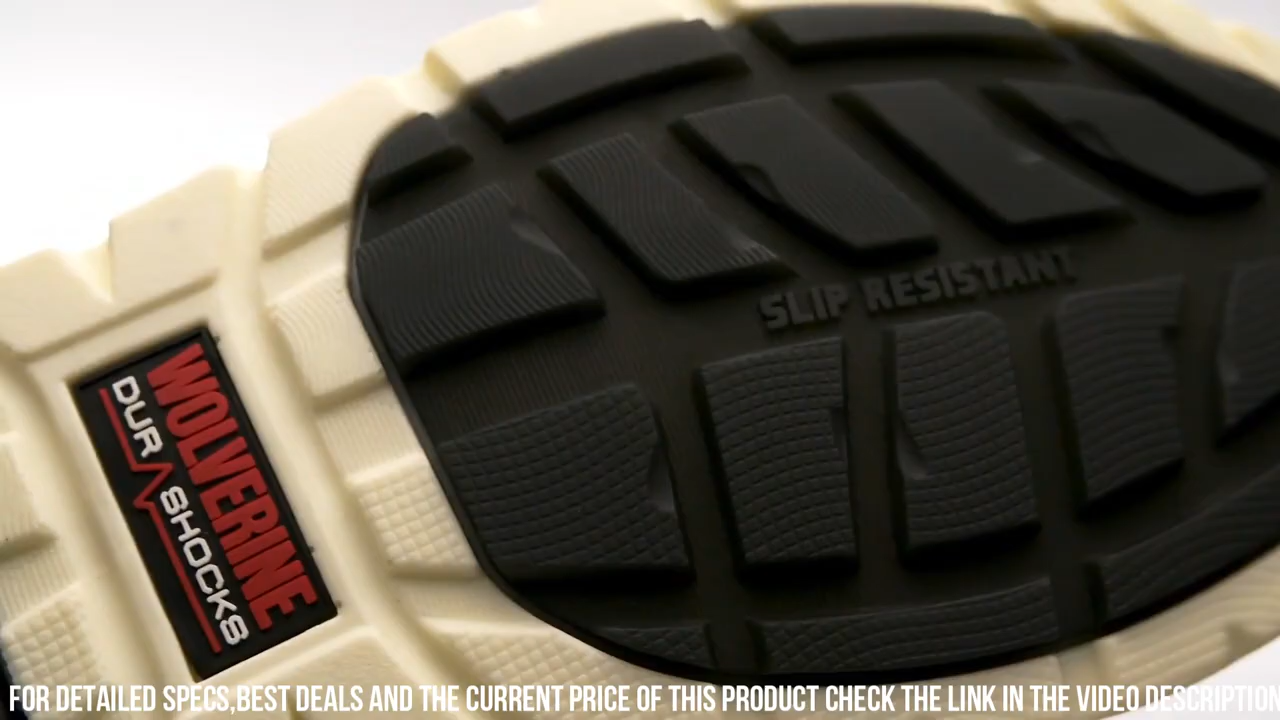 SLIP RESISTANT
WOLVERINE
DURASHOCKS
FOR DETAILED SPECS,BEST DEALS AND THE CURRENT PRICE OF THIS PRODUCT CHECK THE LINK IN THE VIDEO DESCRIPTION